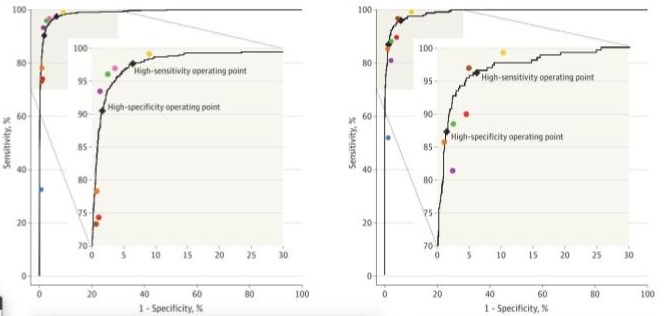 100
80
60
40
20
0
Sensitivity, %
100
95
90
85
80
75
70
High-sensitivity operating point
High-specificity operating point
0 5 10 15 20 25 30
0 20 40 60 80 100
1 - Specificity, %
100
80
60
40
20
0
Sensitivity, %
100
95
90
85
80
75
70
High-sensitivity operating point
High-specificity operating point
0 5 10 15 20 25 30
0 20 40 60 80 100
1 - Specificity, %